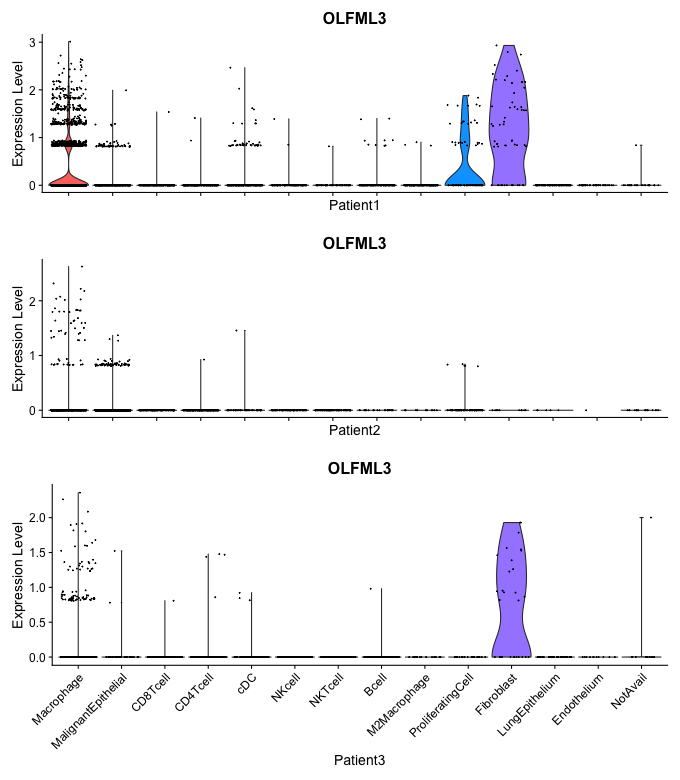 OLFML3
Expression Level
3
2
1
0
Patient1
OLFML3
Expression Level
2
1
0
Patient2
OLFML3
Expression Level
2.0
1.5
1.0
0.5
0.0
Macrophage
MalignantEpithelial
CD8Tcell
CD4Tcell
cDC
NKcell
NKTcell
Bcell
M2Macrophage
ProliferatingCell
Fibroblast
LungEpithelium
Endothelium
NotAvail
Patient3